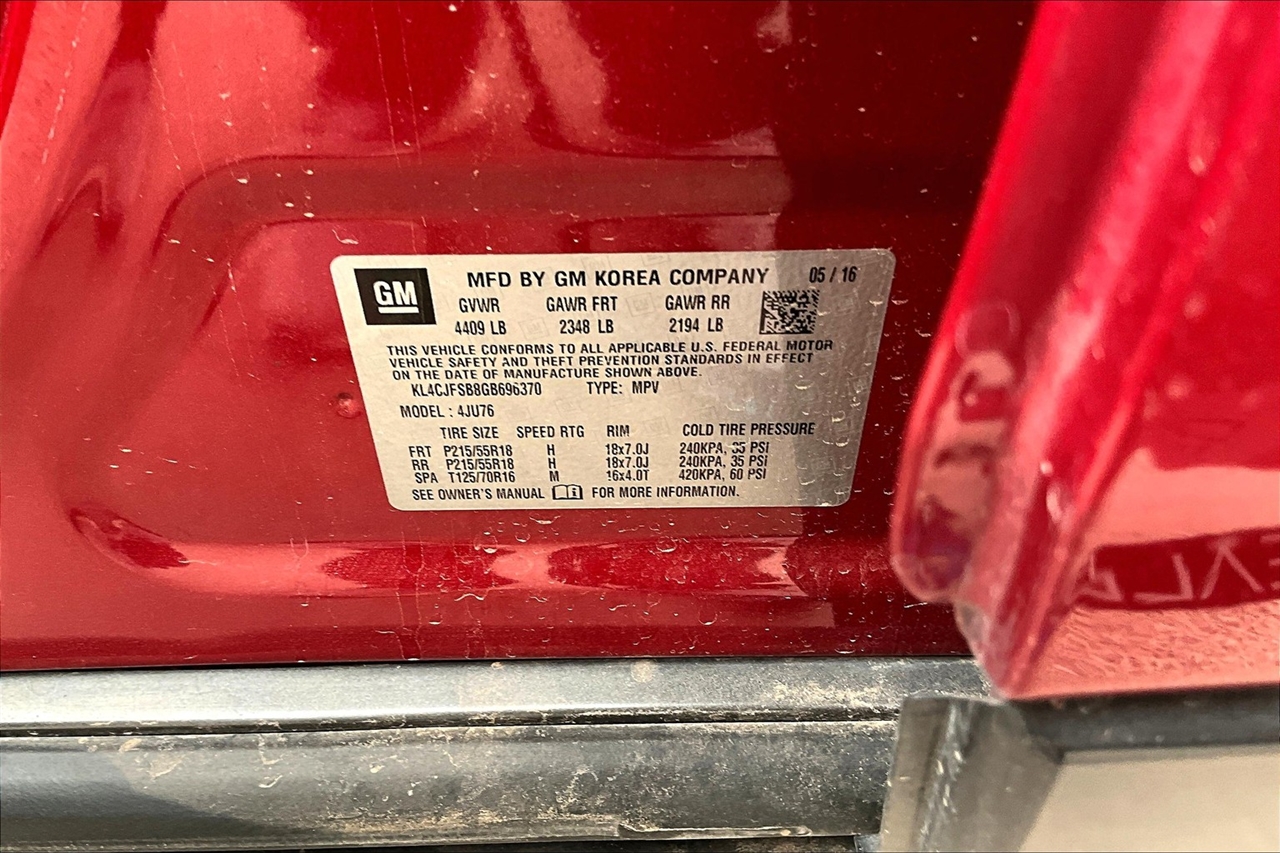 GM
MFD BY GM KOREA COMPANY 05 / 16
GVWR GAWR FRT GAWR RR
4409 LB 2348 LB 2194 LB
THIS VEHICLE CONFORMS TO ALL APPLICABLE U.S. FEDERAL MOTOR
VEHICLE SAFETY AND THEFT PREVENTION STANDARDS IN EFFECT
ON THE DATE OF MANUFACTURE SHOWN ABOVE.
KL4CJFSB8GB696370 TYPE: MPV
MODEL : 4JU76
TIRE SIZE SPEED RTG RIM COLD TIRE PRESSURE
FRT P215/55R18 H 18x7.0J 240KPA, 35 PSI
RR P215/55R18 H 18x7.0J 240KPA, 35 PSI
SPA T125/70R16 M 16x4.0T 420KPA, 60 PSI
SEE OWNER'S MANUAL FOR MORE INFORMATION.